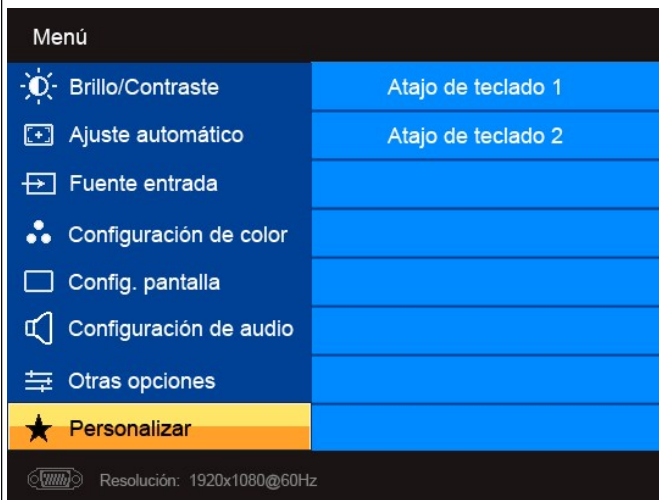 Menú
Brillo/Contraste
Atajo de teclado 1
Ajuste automático
Atajo de teclado 2
Fuente entrada
Configuración de color
Config. pantalla
Configuración de audio
Otras opciones
Personalizar
Resolución: 1920x1080@60Hz